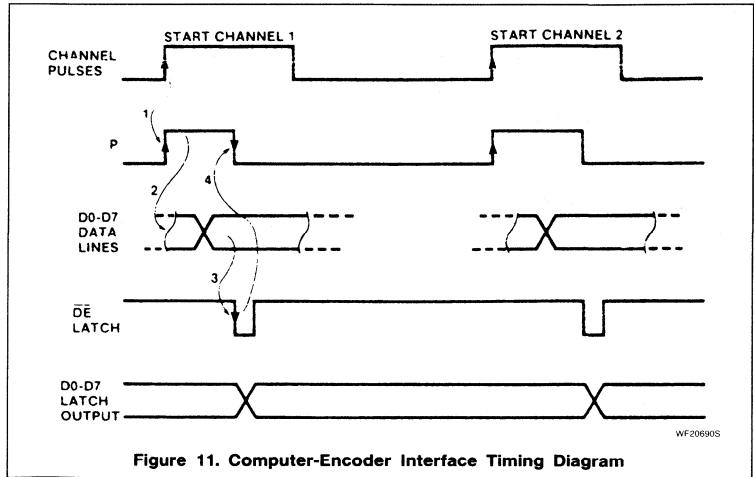 START CHANNEL 1
START CHANNEL 2
CHANNEL
PULSES
1
P
2
4
D0-D7
DATA
LINES
3
DE
LATCH
D0-D7
LATCH
OUTPUT
WF20690S
Figure 11. Computer-Encoder Interface Timing Diagram